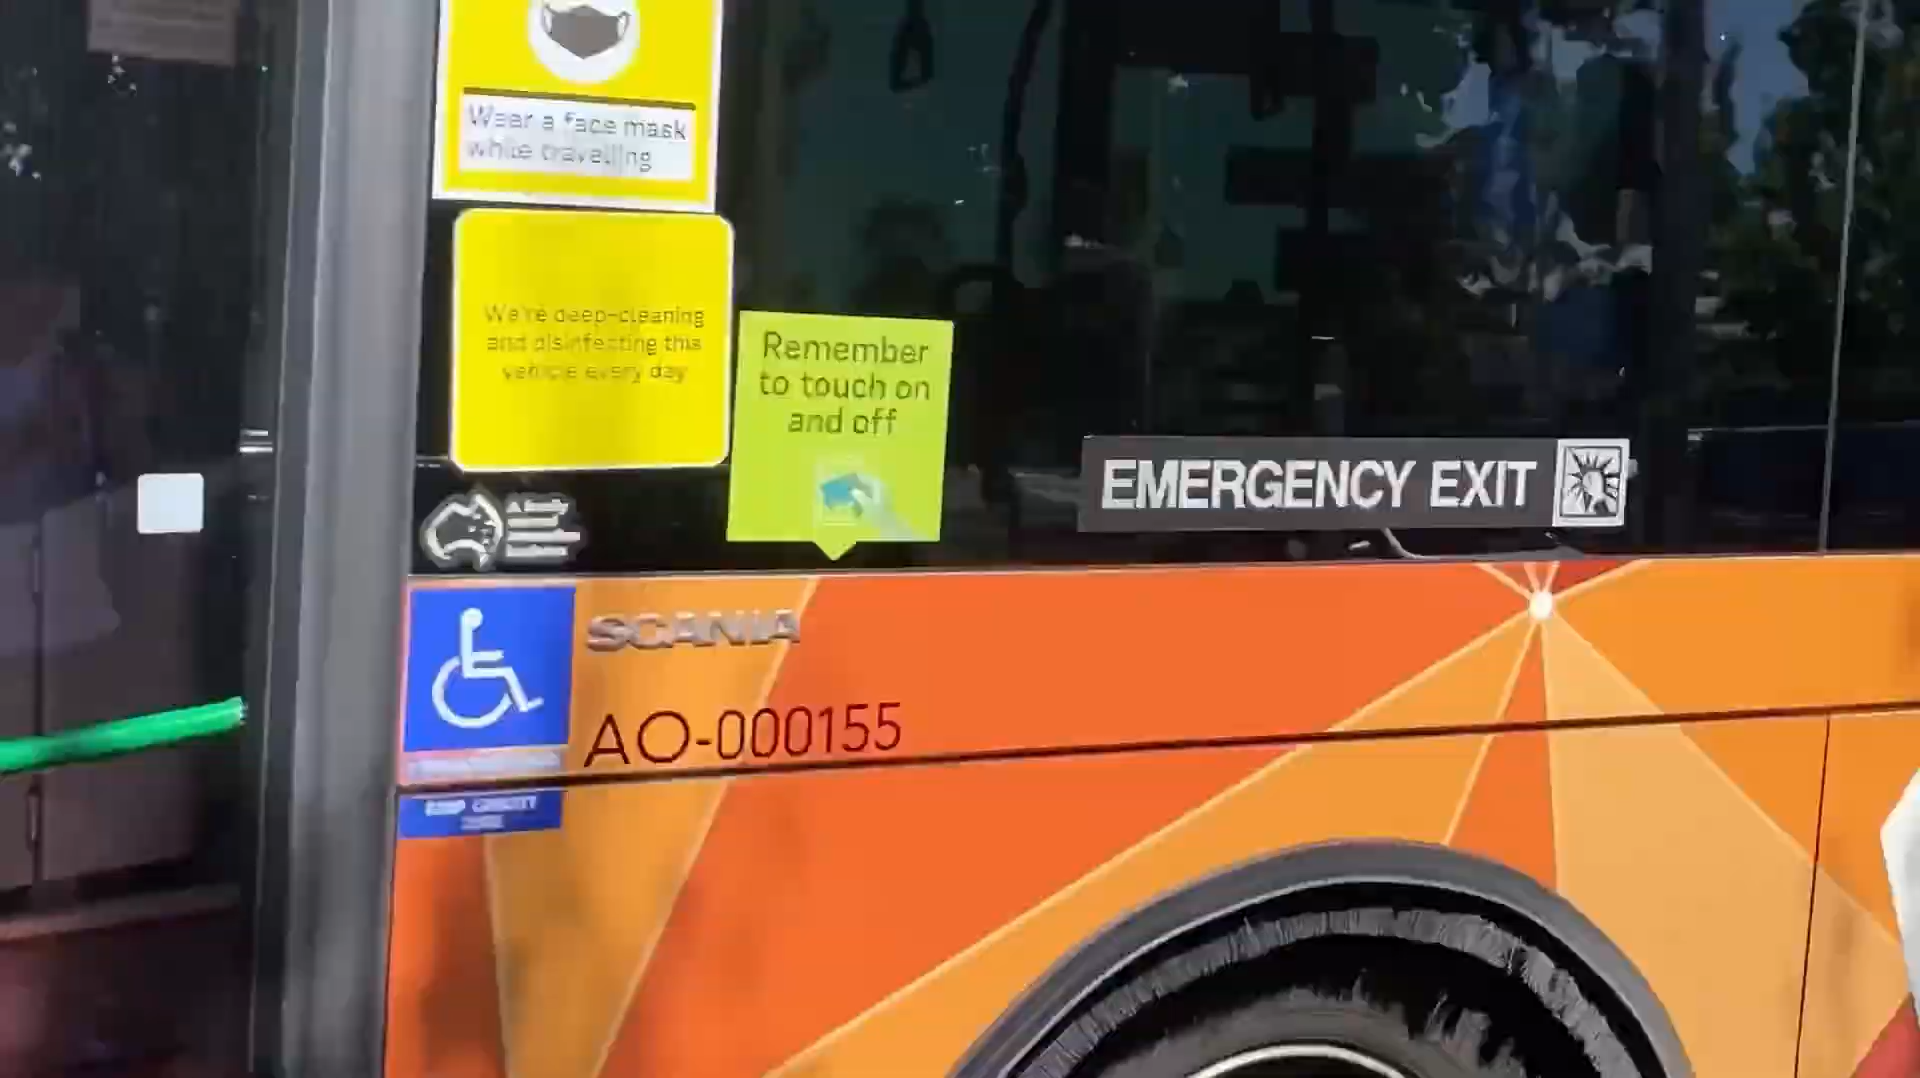 Wear a face mask
while travelling
We're deep-cleaning
and disinfecting this
vehicle every day
Remember
to touch on
and off
EMERGENCY EXIT
SCANIA
AO-000155